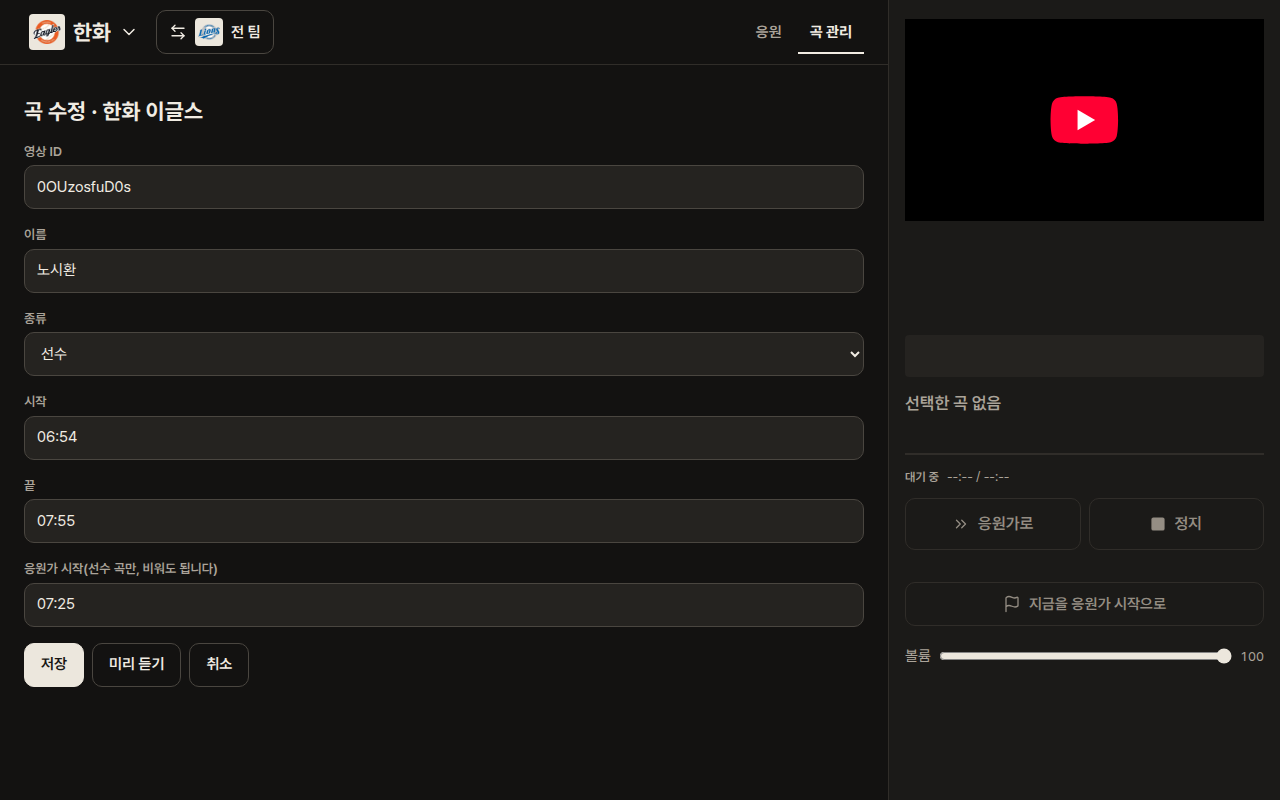 Eagles
한화
Lions
전 팀
응원
곡 관리
곡 수정 · 한화 이글스
영상 ID
0OUzosfuD0s
이름
노시환
종류
선수
시작
06:54
끝
07:55
응원가 시작(선수 곡만, 비워도 됩니다)
07:25
저장
미리 듣기
취소
선택한 곡 없음
대기 중 --:-- / --:--
응원가로
정지
지금을 응원가 시작으로
볼륨
100